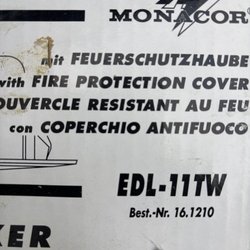 MONACOR
mit FEUERSCHUTZHAUBE
with FIRE PROTECTION COVER
OUVERCLE RESISTANT AU FEU
con COPERCHIO ANTIFUOCO
EDL-11TW
Best.-Nr. 16.1210
KER